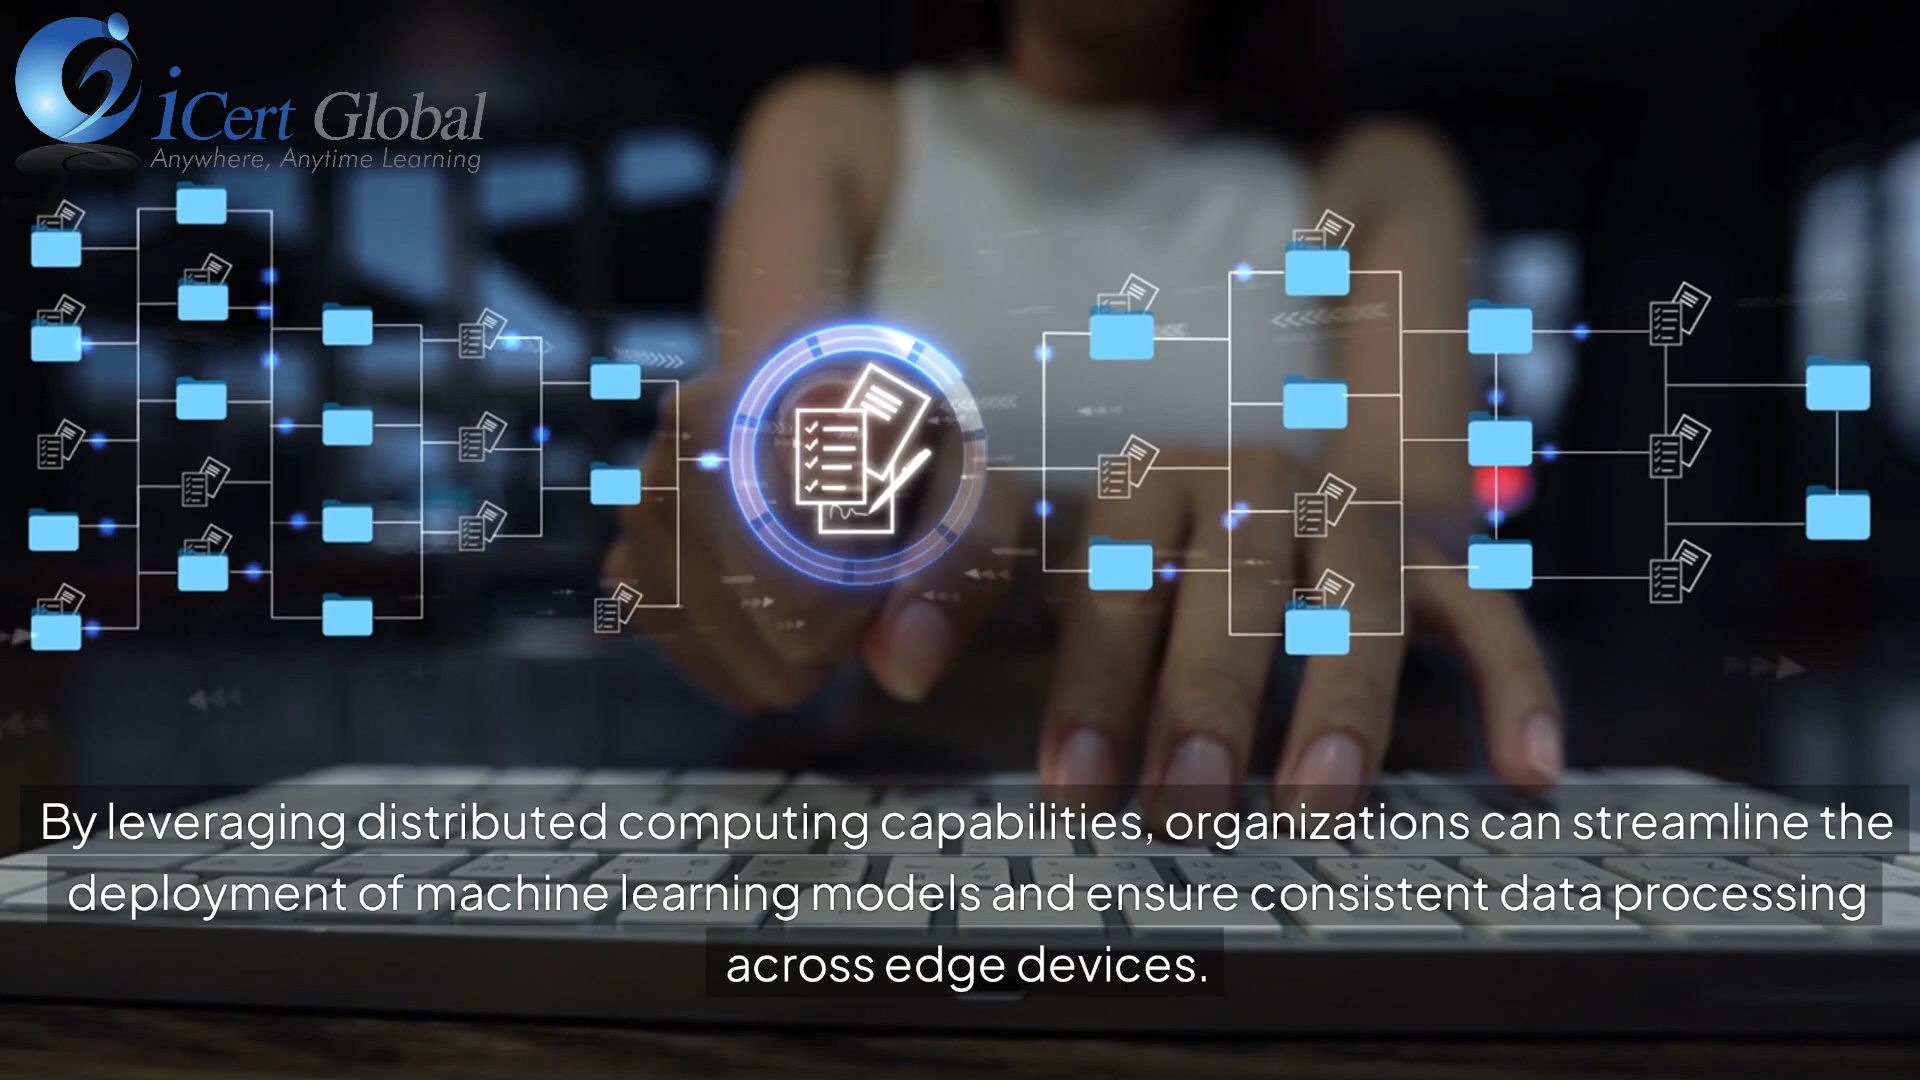 iCert Global
Anywhere, Anytime Learning
By leveraging distributed computing capabilities, organizations can streamline the
deployment of machine learning models and ensure consistent data processing
across edge devices.